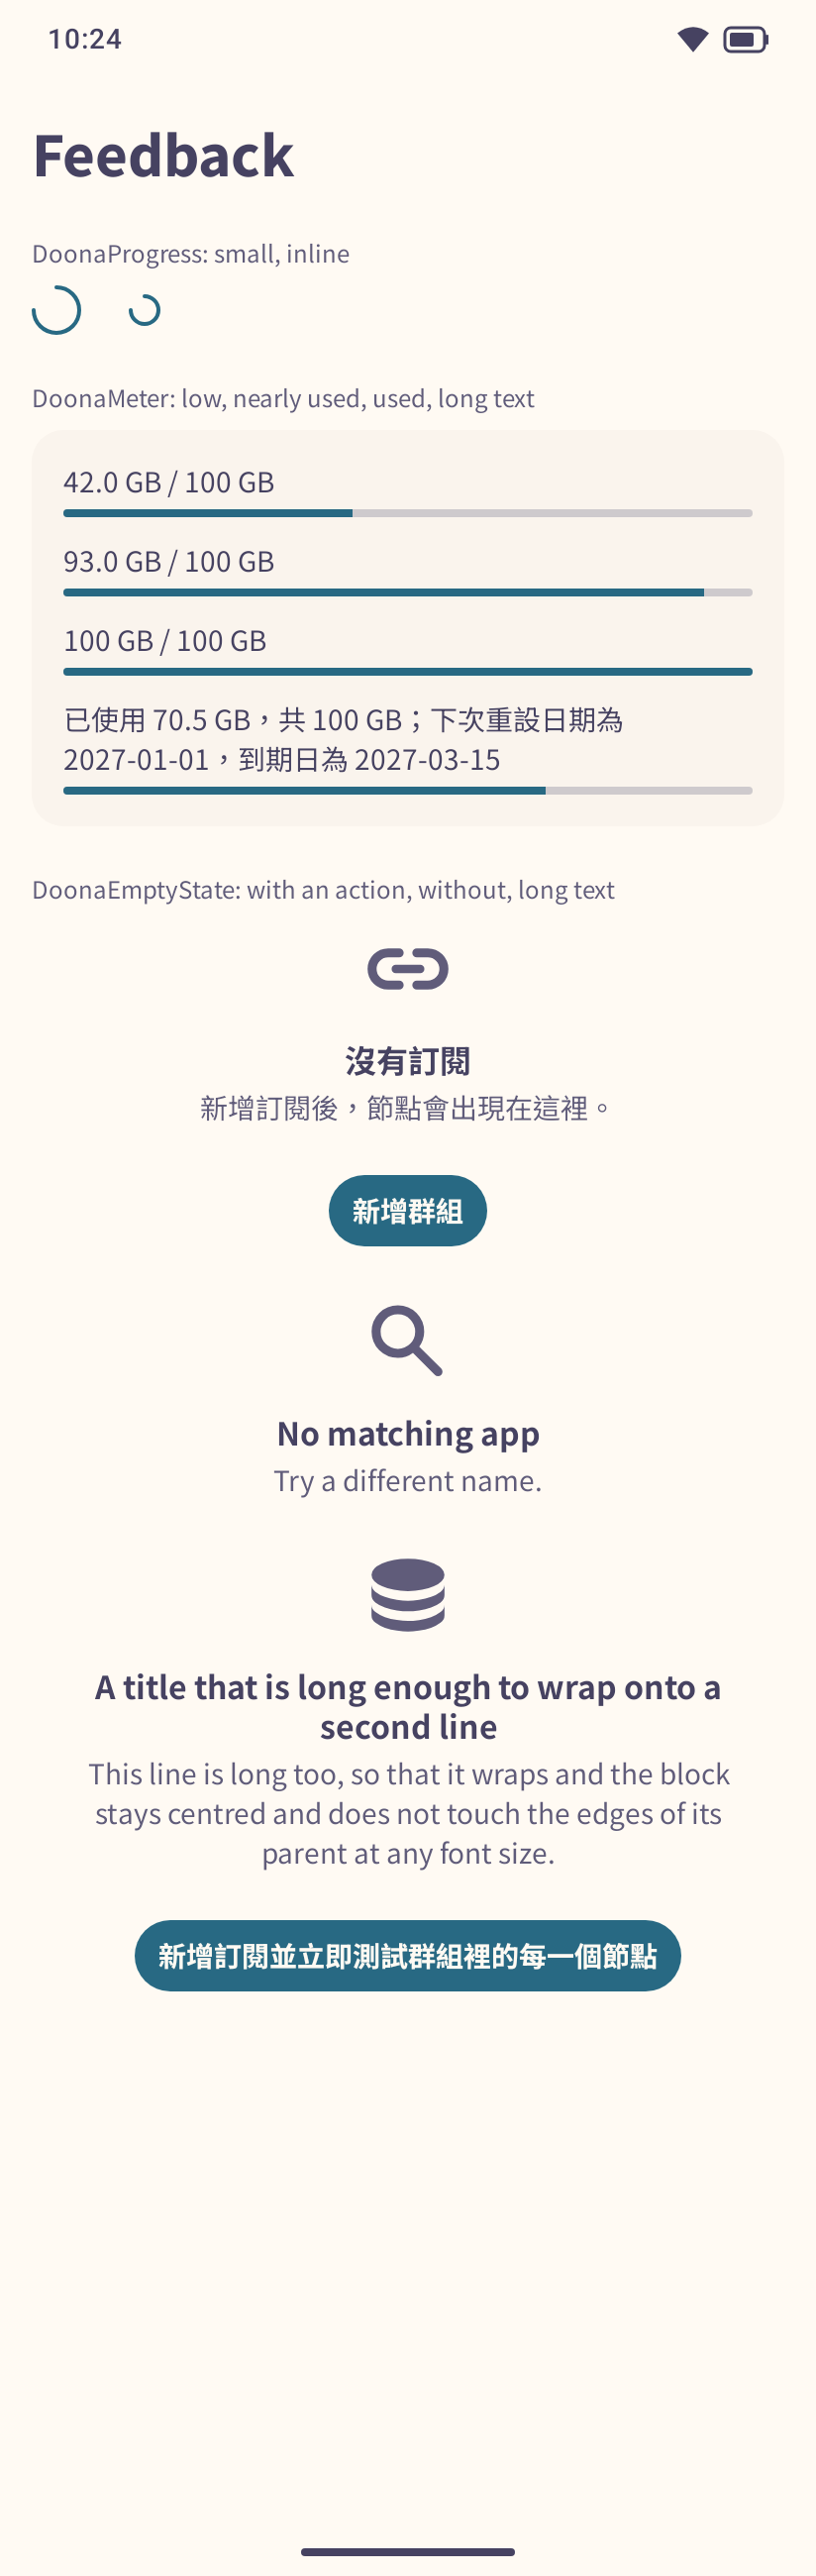 10:24
Feedback
DoonaProgress: small, inline
DoonaMeter: low, nearly used, used, long text
42.0 GB / 100 GB
93.0 GB / 100 GB
100 GB / 100 GB
已使用 70.5 GB，共 100 GB；下次重設日期為
2027-01-01，到期日為 2027-03-15
DoonaEmptyState: with an action, without, long text
沒有訂閱
新增訂閱後，節點會出現在這裡。
新增群組
No matching app
Try a different name.
A title that is long enough to wrap onto a
second line
This line is long too, so that it wraps and the block
stays centred and does not touch the edges of its
parent at any font size.
新增訂閱並立即測試群組裡的每一個節點